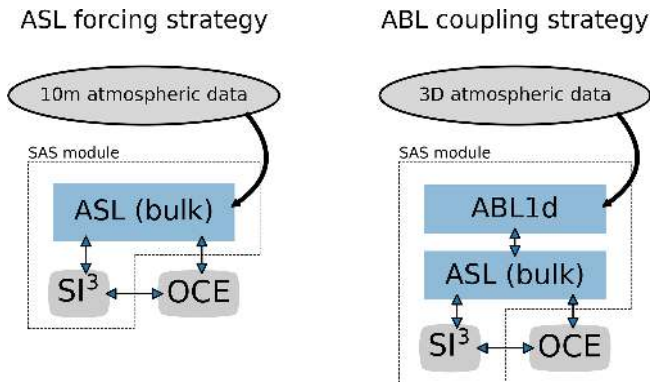 ASL forcing strategy
10m atmospheric data
SAS module
ASL (bulk)
SI³
OCE
ABL coupling strategy
3D atmospheric data
SAS module
ABL1d
ASL (bulk)
SI³
OCE